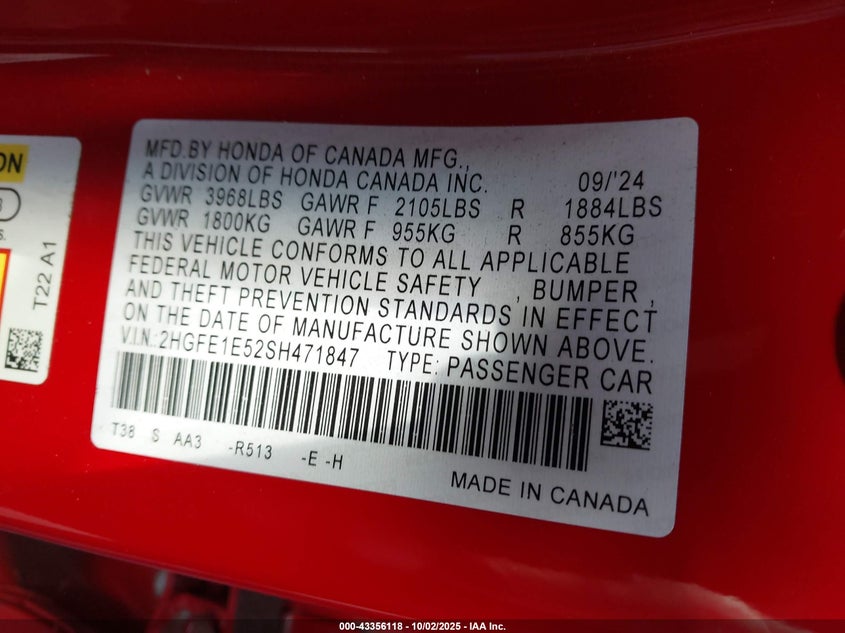 MFD.BY HONDA OF CANADA MFG.,
A DIVISION OF HONDA CANADA INC. 09/'24
GVWR 3968LBS GAWR F 2105LBS R 1884LBS
GVWR 1800KG GAWR F 955KG R 855KG
THIS VEHICLE CONFORMS TO ALL APPLICABLE
FEDERAL MOTOR VEHICLE SAFETY , BUMPER ,
AND THEFT PREVENTION STANDARDS IN EFFECT
ON THE DATE OF MANUFACTURE SHOWN ABOVE.
V.I.N.: 2HGFE1E52SH471847 TYPE: PASSENGER CAR
T38 S AA3 -R513 -E -H
MADE IN CANADA
T22 A1
000-43356118 - 10/02/2025 - IAA Inc.